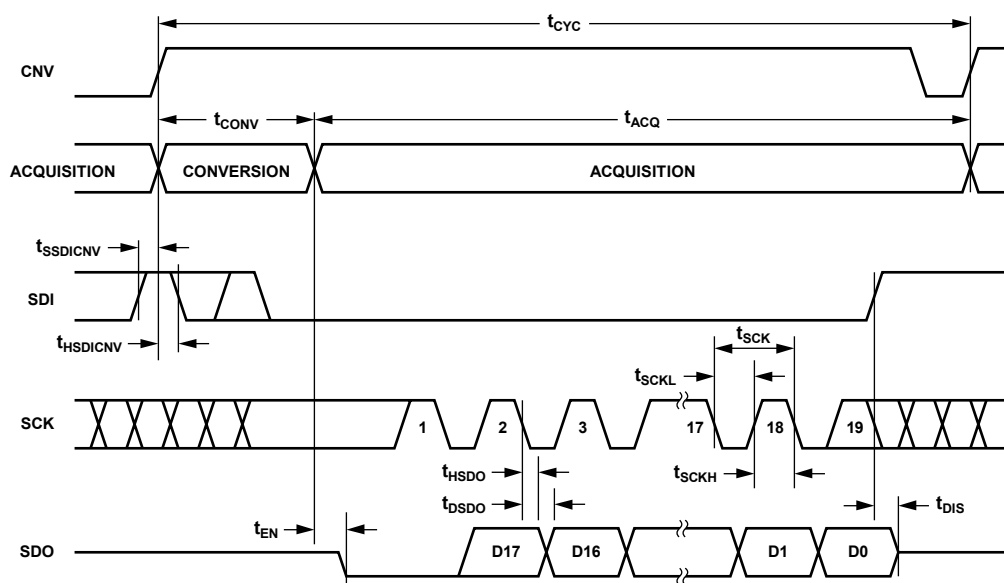 tCYC
CNV
tCONV
tACQ
ACQUISITION
CONVERSION
ACQUISITION
tSSDICNV
SDI
tHSDICNV
tSCK
tSCKL
SCK
1
2
3
17
18
19
tHSDO
tSCKH
tDSDO
tDIS
tEN
SDO
D17
D16
D1
D0